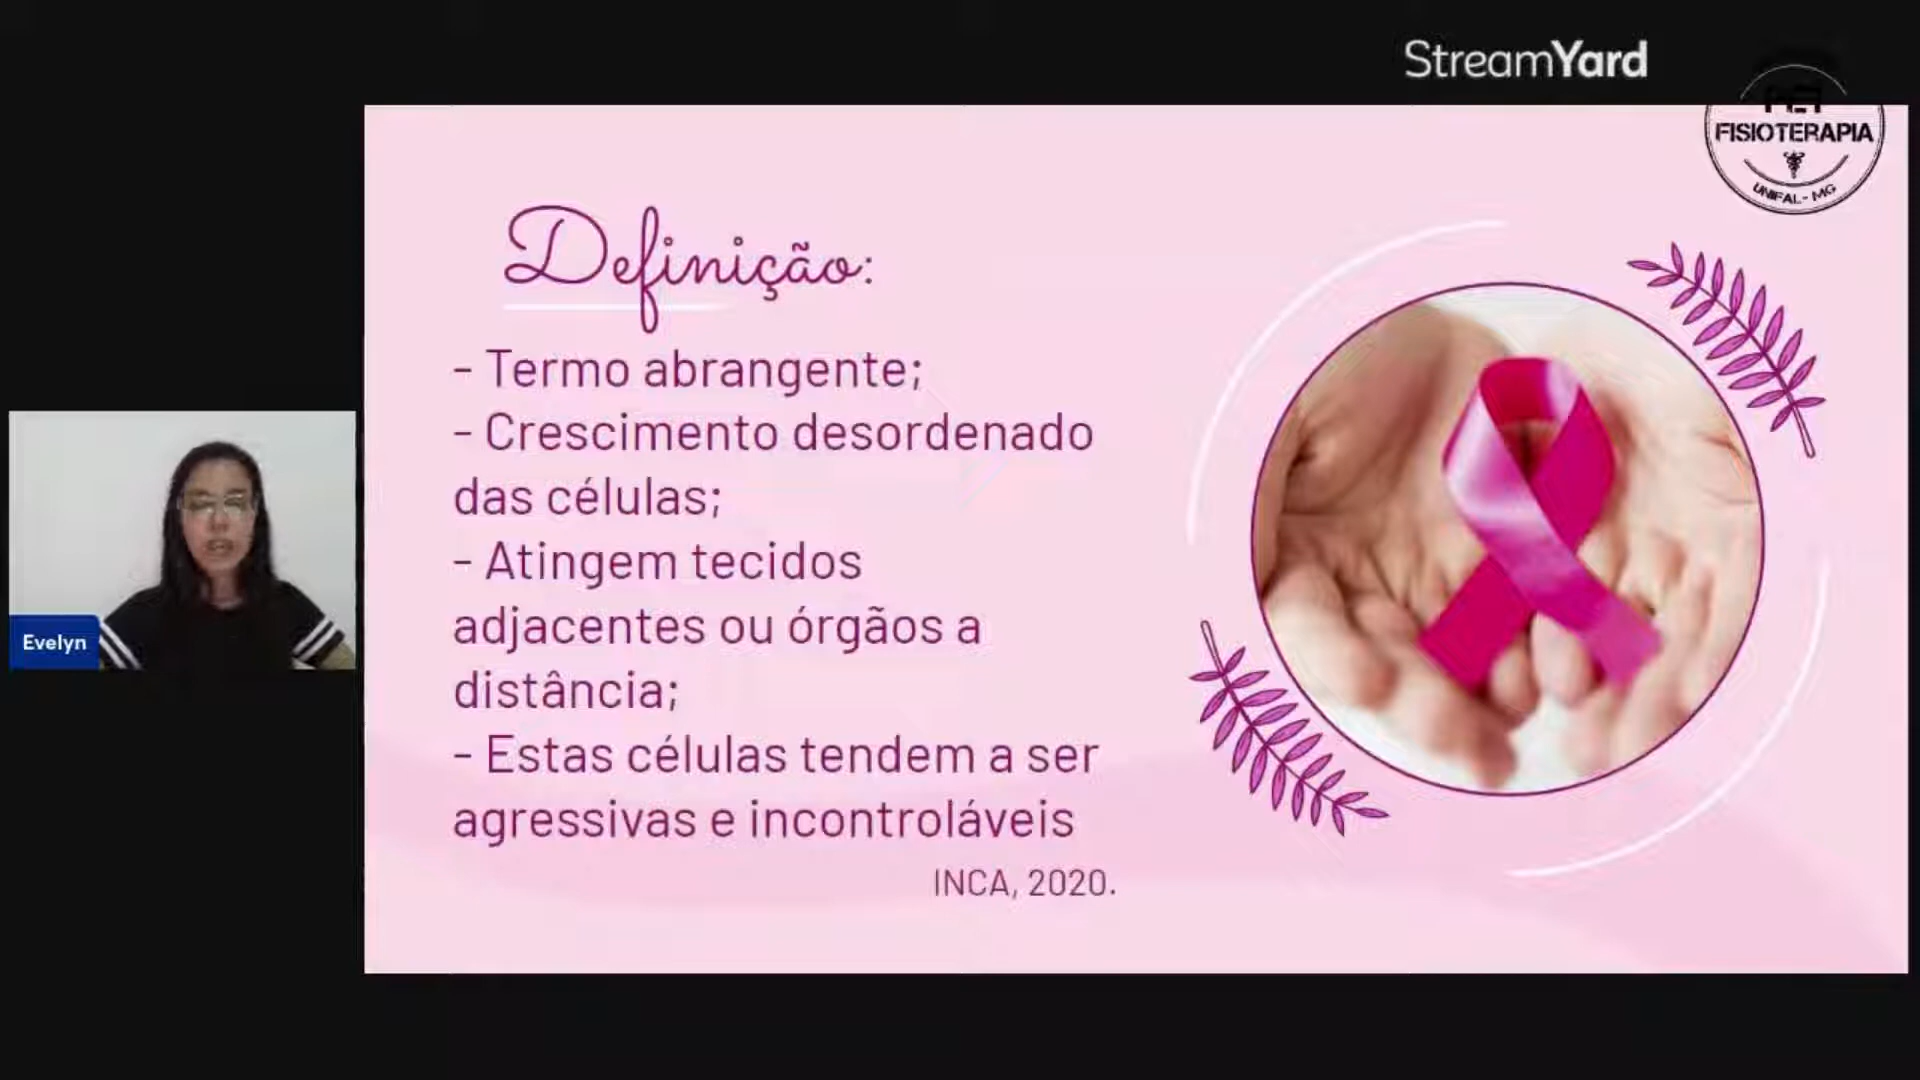 StreamYard
FISIOTERAPIA
UNIFAL-MG
Definição:
- Termo abrangente;
- Crescimento desordenado
das células;
- Atingem tecidos
adjacentes ou órgãos a
distância;
- Estas células tendem a ser
agressivas e incontroláveis
INCA, 2020.
Evelyn